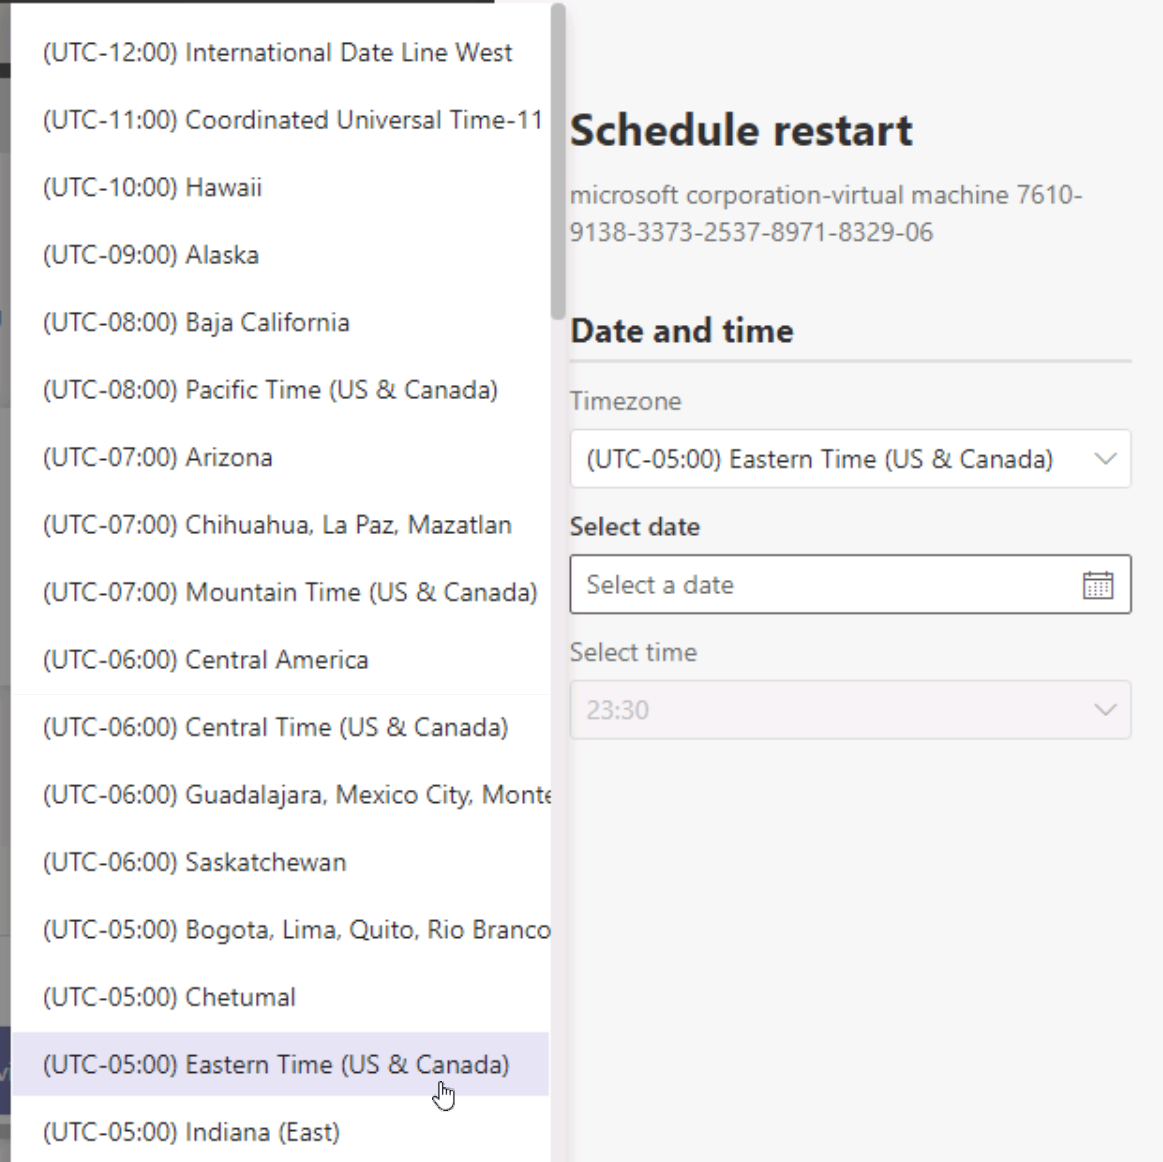 (UTC-12:00) International Date Line West
(UTC-11:00) Coordinated Universal Time-11
(UTC-10:00) Hawaii
(UTC-09:00) Alaska
(UTC-08:00) Baja California
(UTC-08:00) Pacific Time (US & Canada)
(UTC-07:00) Arizona
(UTC-07:00) Chihuahua, La Paz, Mazatlan
(UTC-07:00) Mountain Time (US & Canada)
(UTC-06:00) Central America
(UTC-06:00) Central Time (US & Canada)
(UTC-06:00) Guadalajara, Mexico City, Monte
(UTC-06:00) Saskatchewan
(UTC-05:00) Bogota, Lima, Quito, Rio Branco
(UTC-05:00) Chetumal
(UTC-05:00) Eastern Time (US & Canada)
(UTC-05:00) Indiana (East)
Schedule restart
microsoft corporation-virtual machine 7610-
9138-3373-2537-8971-8329-06
Date and time
Timezone
(UTC-05:00) Eastern Time (US & Canada)
Select date
Select a date
Select time
23:30